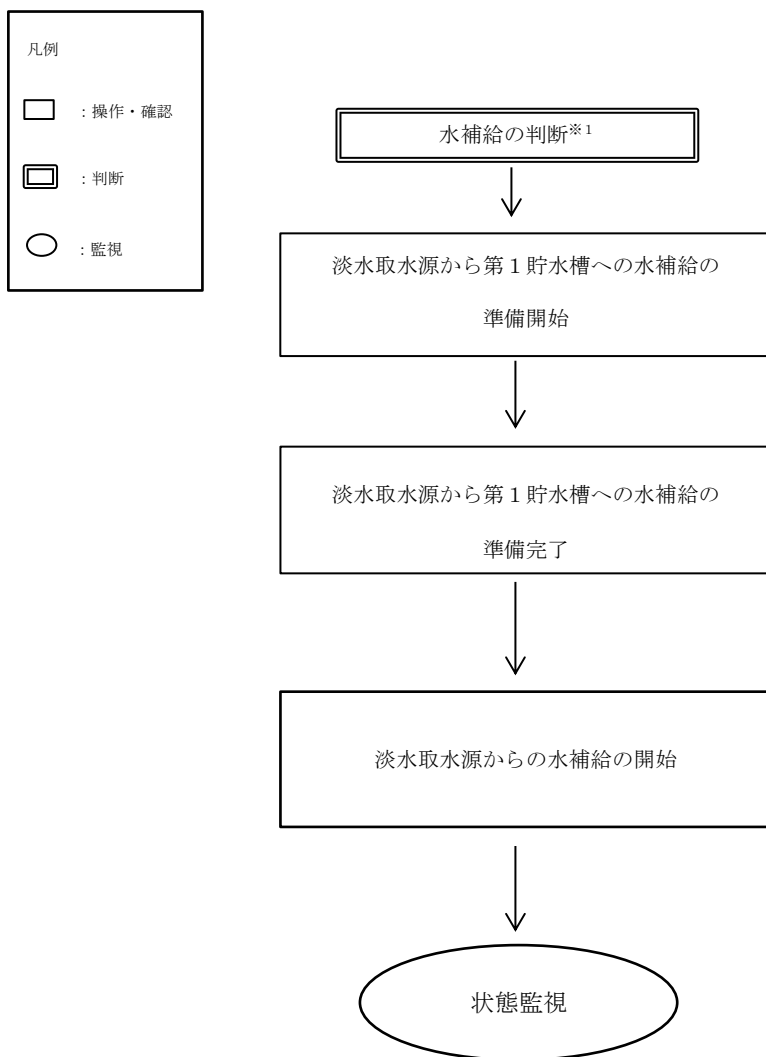 凡例
：操作・確認
：判断
：監視
水補給の判断※1
淡水取水源から第１貯水槽への水補給の
準備開始
淡水取水源から第１貯水槽への水補給の
準備完了
淡水取水源からの水補給の開始
状態監視